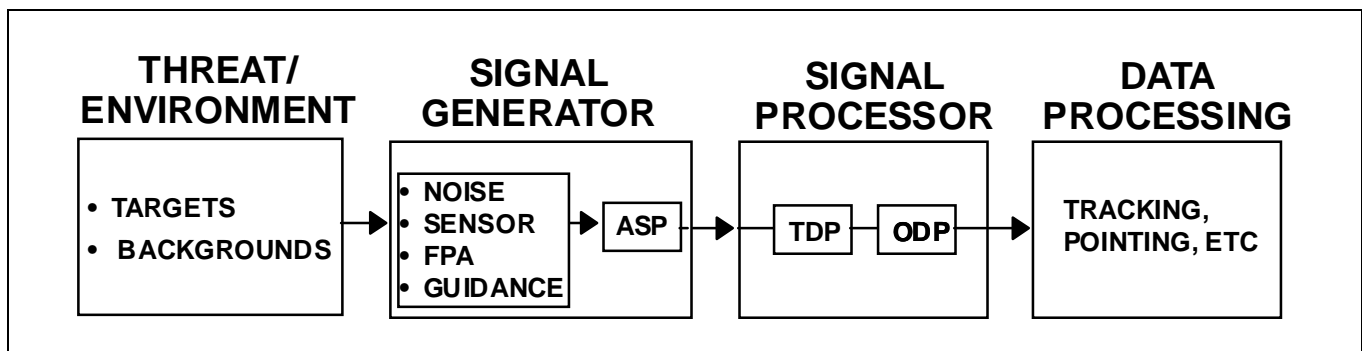 THREAT/
ENVIRONMENT
• TARGETS
• BACKGROUNDS
SIGNAL
GENERATOR
• NOISE
• SENSOR
• FPA
• GUIDANCE
ASP
SIGNAL
PROCESSOR
TDP
ODP
DATA
PROCESSING
TRACKING,
POINTING, ETC